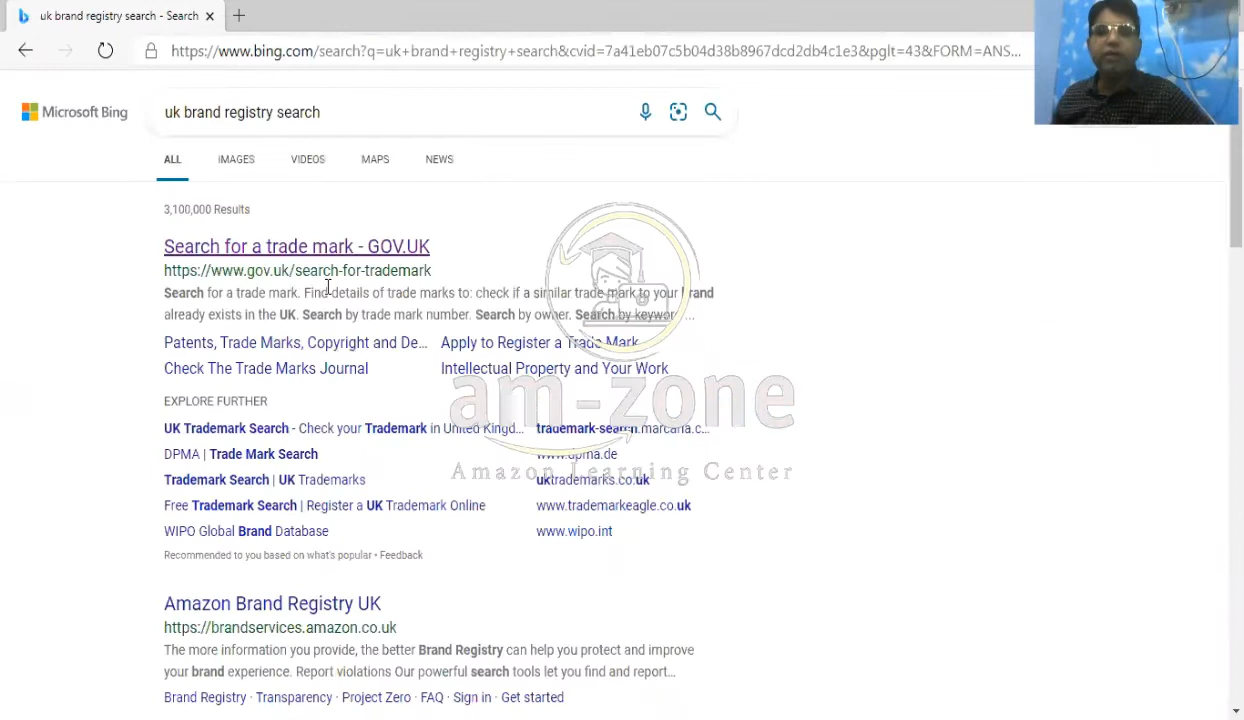 uk brand registry search - Search
https://www.bing.com/search?q=uk+brand+registry+search&cvid=7a41eb07c5b04d38b8967dcd2db4c1e3&pglt=43&FORM=ANS...
Microsoft Bing
uk brand registry search
ALL IMAGES VIDEOS MAPS NEWS
3,100,000 Results
Search for a trade mark - GOV.UK
https://www.gov.uk/search-for-trademark
Search for a trade mark. Find details of trade marks to: check if a similar trade mark to your brand
already exists in the UK. Search by trade mark number. Search by owner. Search by keywor ...
Patents, Trade Marks, Copyright and De... Apply to Register a Trade Mark
Check The Trade Marks Journal Intellectual Property and Your Work
EXPLORE FURTHER
UK Trademark Search - Check your Trademark in United Kingd... trademark-search.marcaria.c...
DPMA | Trade Mark Search www.dpma.de
Trademark Search | UK Trademarks uktrademarks.co.uk
Free Trademark Search | Register a UK Trademark Online www.trademarkeagle.co.uk
WIPO Global Brand Database www.wipo.int
Recommended to you based on what's popular • Feedback
am-zone
Amazon Learning Center
Amazon Brand Registry UK
https://brandservices.amazon.co.uk
The more information you provide, the better Brand Registry can help you protect and improve
your brand experience. Report violations Our powerful search tools let you find and report...
Brand Registry · Transparency · Project Zero · FAQ · Sign in · Get started